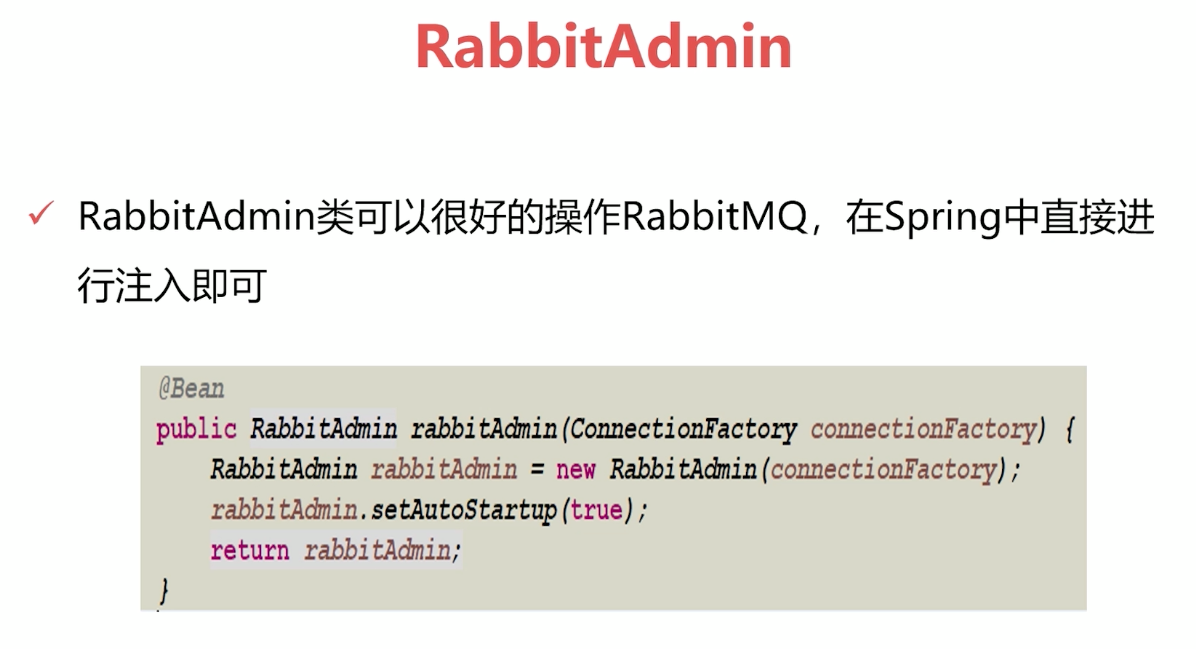 RabbitAdmin
RabbitAdmin类可以很好的操作RabbitMQ，在Spring中直接进
行注入即可
@Bean
public RabbitAdmin rabbitAdmin(ConnectionFactory connectionFactory) {
    RabbitAdmin rabbitAdmin = new RabbitAdmin(connectionFactory);
    rabbitAdmin.setAutoStartup(true);
    return rabbitAdmin;
}